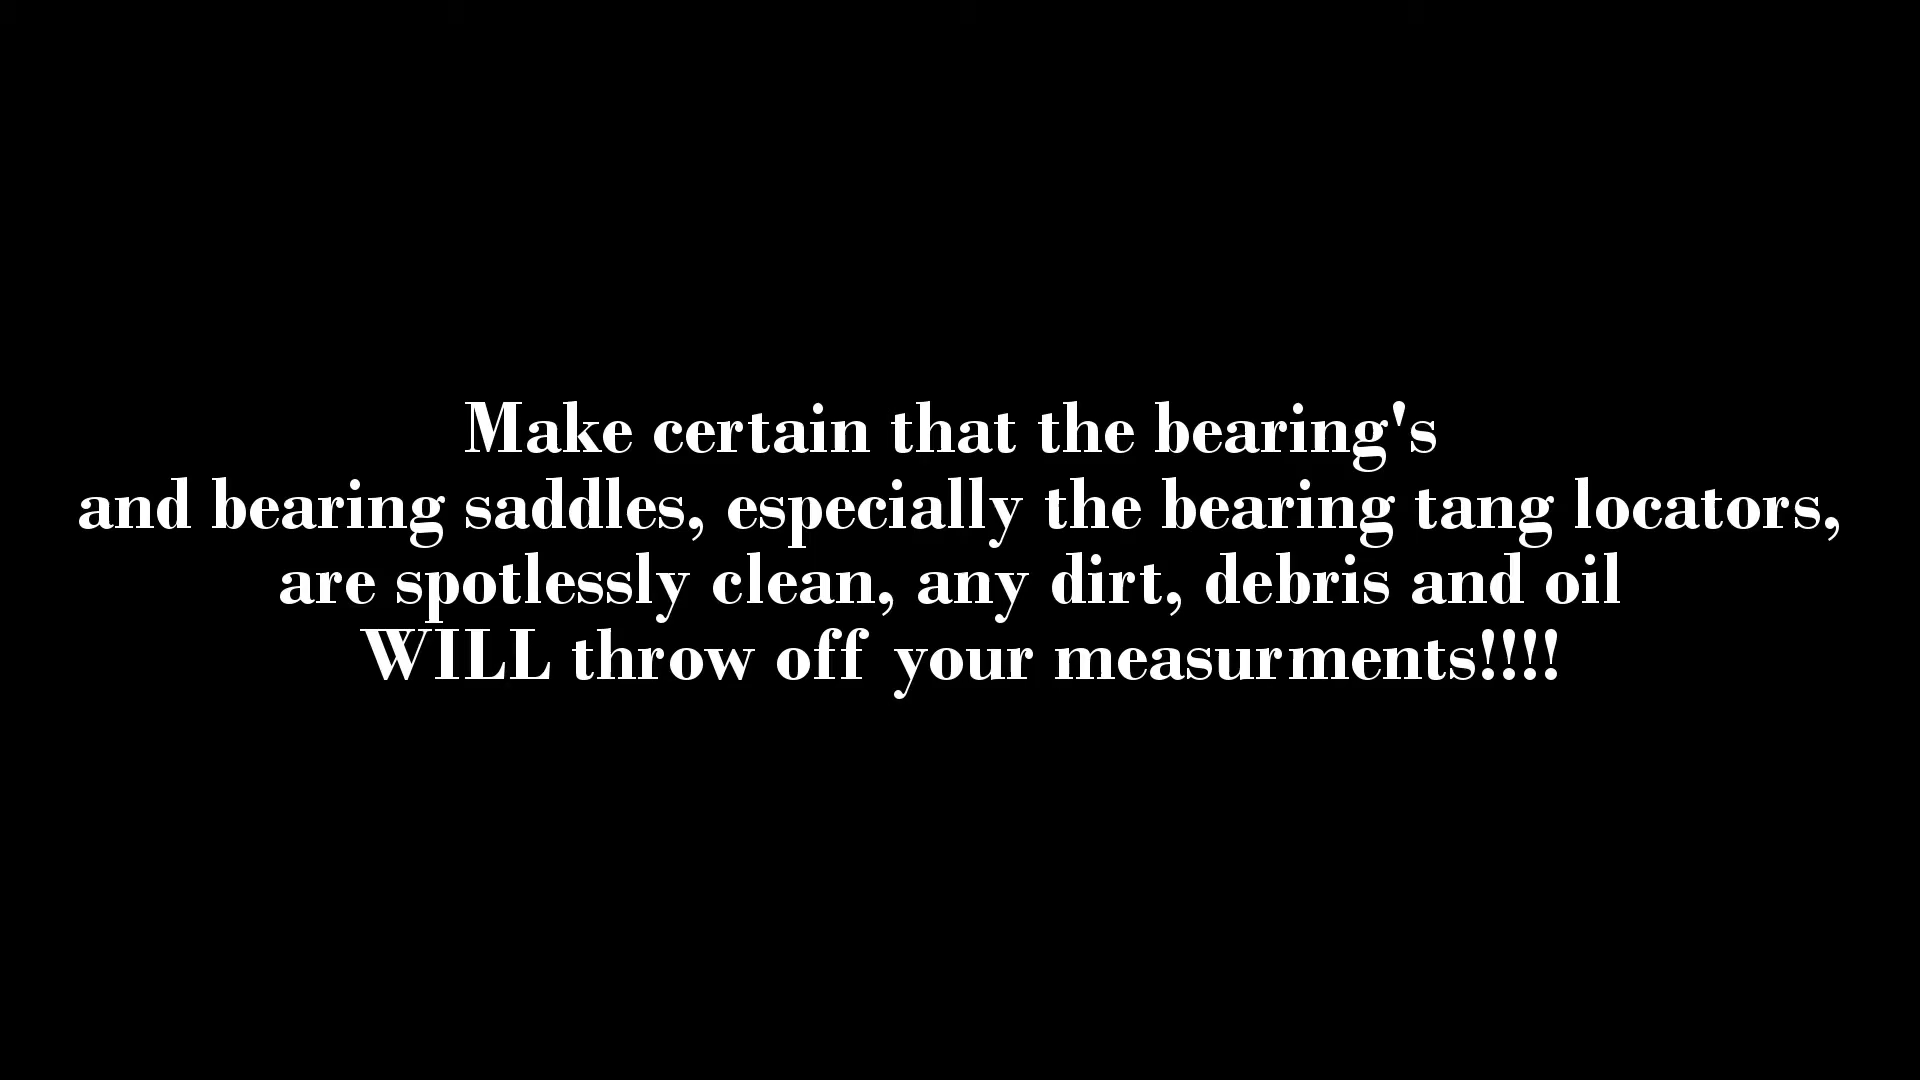 Make certain that the bearing's
and bearing saddles, especially the bearing tang locators,
are spotlessly clean, any dirt, debris and oil
WILL throw off your measurments!!!!